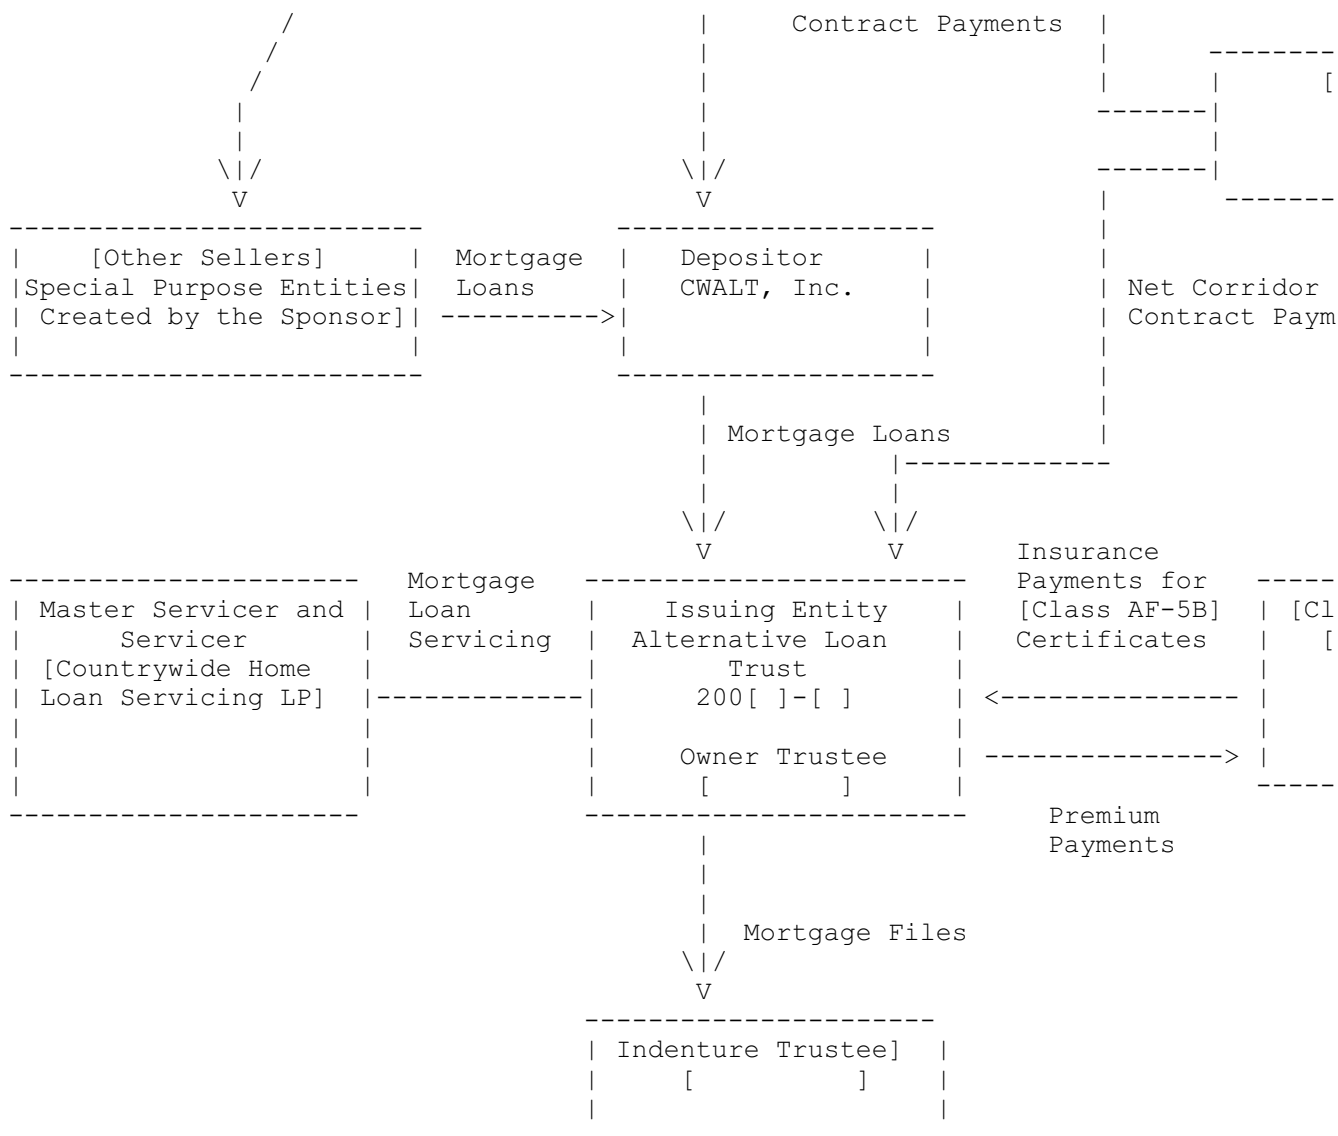 / | Contract Payments |
/ | | --------
/ | | | [
| | -------|
| | |
\|/ \|/ -------|
V V | -------
-------------------------- -------------------- |
| [Other Sellers] | Mortgage | Depositor | |
|Special Purpose Entities| Loans | CWALT, Inc. | | Net Corridor
| Created by the Sponsor]| ---------->| | | Contract Paym
| | | | |
-------------------------- -------------------- |
| |
| Mortgage Loans |
| |-------------
| |
\|/ \|/
V V Insurance
---------------------- Mortgage ------------------------ Payments for -----
| Master Servicer and | Loan | Issuing Entity | [Class AF-5B] | [Cl
| Servicer | Servicing | Alternative Loan | Certificates | [
| [Countrywide Home | | Trust | |
| Loan Servicing LP] |-------------| 200[ ]-[ ] | <--------------- |
| | | | |
| | | Owner Trustee | ---------------> |
| | | [ ] | -----
---------------------- ------------------------ Premium
| Payments
|
|
| Mortgage Files
\|/
V
----------------------
| Indenture Trustee] |
| [ ] |
| |